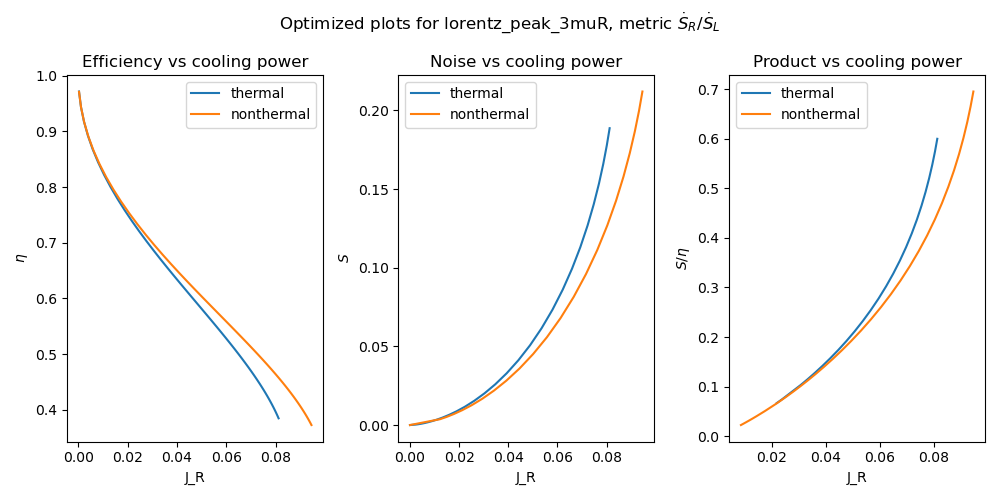 Optimized plots for lorentz_peak_3muR, metric $\dot{S}_R/\dot{S}_L$
Efficiency vs cooling power
η
1.0
0.9
0.8
0.7
0.6
0.5
0.4
thermal
nonthermal
0.00 0.02 0.04 0.06 0.08
J_R
Noise vs cooling power
S
0.20
0.15
0.10
0.05
0.00
thermal
nonthermal
0.00 0.02 0.04 0.06 0.08
J_R
Product vs cooling power
S/η
0.7
0.6
0.5
0.4
0.3
0.2
0.1
0.0
thermal
nonthermal
0.02 0.04 0.06 0.08
J_R